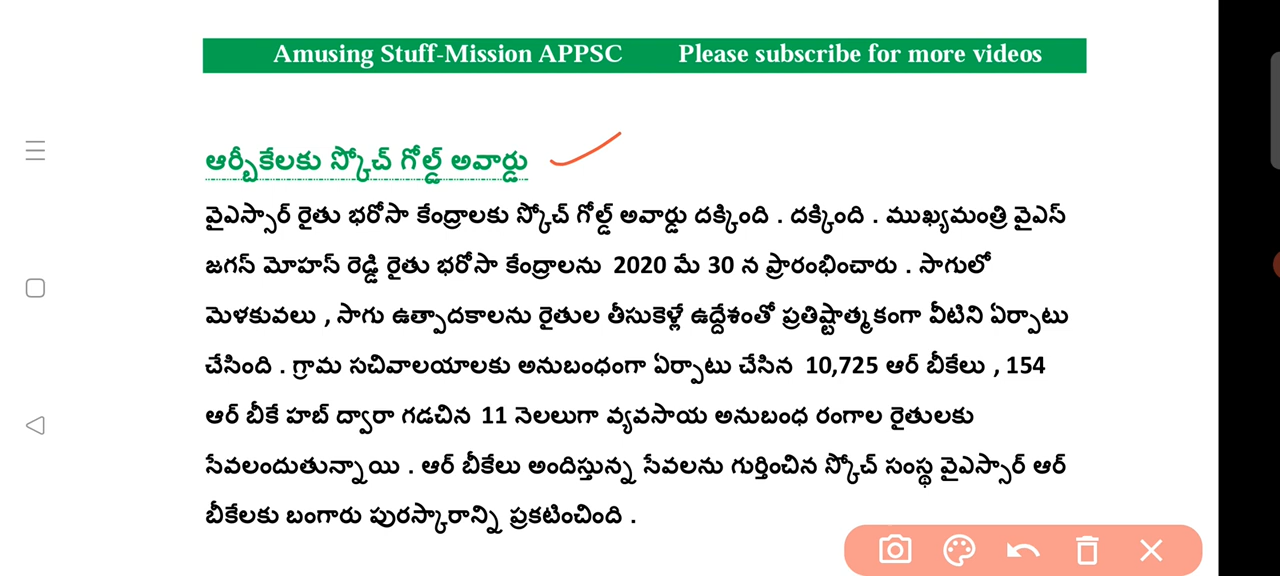 Amusing Stuff-Mission APPSC Please subscribe for more videos
ఆర్బీకేలకు స్కోచ్ గోల్డ్ అవార్డు
వైఎస్సార్ రైతు భరోసా కేంద్రాలకు స్కోచ్ గోల్డ్ అవార్డు దక్కింది . దక్కింది . ముఖ్యమంత్రి వైఎస్
జగస్ మోహస్ రెడ్డి రైతు భరోసా కేంద్రాలను 2020 మే 30 న ప్రారంభించారు . సాగులో
మెళకువలు , సాగు ఉత్పాదకాలను రైతుల తీసుకెళ్లే ఉద్దేశంతో ప్రతిష్టాత్మకంగా వీటిని ఏర్పాటు
చేసింది . గ్రామ సచివాలయాలకు అనుబంధంగా ఏర్పాటు చేసిన 10,725 ఆర్ బీకేలు , 154
ఆర్ బీకే హబ్ ద్వారా గడచిన 11 నెలలుగా వ్యవసాయ అనుబంధ రంగాల రైతులకు
సేవలందుతున్నాయి . ఆర్ బీకేలు అందిస్తున్న సేవలను గుర్తించిన స్కోచ్ సంస్థ వైఎస్సార్ ఆర్
బీకేలకు బంగారు పురస్కారాన్ని ప్రకటించింది .